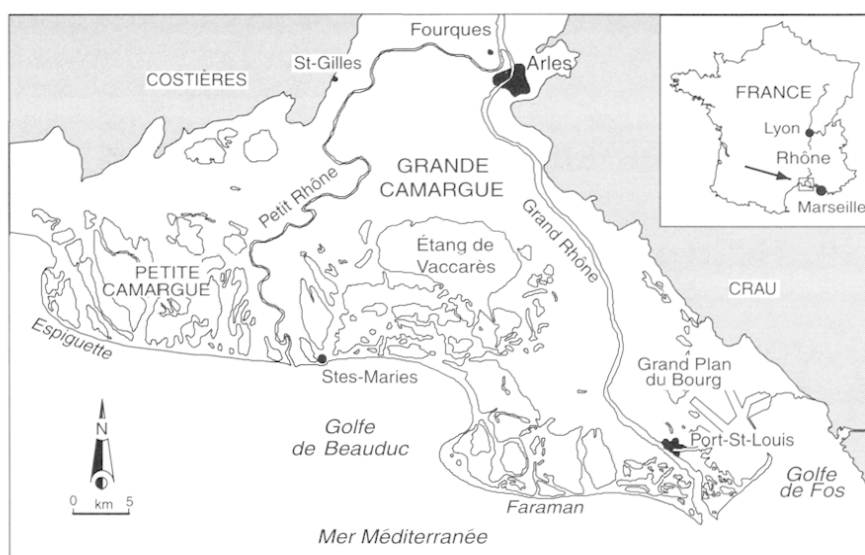 Fourques
St-Gilles
Arles
COSTIÈRES
FRANCE
Lyon
Rhône
Marseille
GRANDE
CAMARGUE
Petit Rhône
Grand Rhône
Étang de
Vaccarès
PETITE
CAMARGUE
CRAU
Espiguette
Stes-Maries
Grand Plan
du Bourg
Golfe
de Beauduc
Port-St-Louis
Golfe
de Fos
N
0 km 5
Faraman
Mer Méditerranée